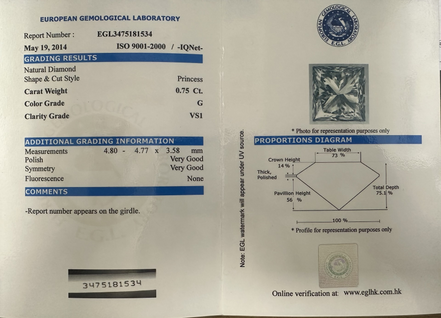 EUROPEAN GEMOLOGICAL LABORATORY
Report Number : EGL3475181534
May 19, 2014 ISO 9001-2000 / -IQNet-
GRADING RESULTS
Natural Diamond
Shape & Cut Style Princess
Carat Weight 0.75 Ct.
Color Grade G
Clarity Grade VS1
ADDITIONAL GRADING INFORMATION
Measurements 4.80 - 4.77 x 3.58 mm
Polish Very Good
Symmetry Very Good
Fluorescence None
COMMENTS
-Report number appears on the girdle.
3475181534
Note: EGL watermark will appear under UV source.
* Photo for representation purposes only
PROPORTIONS DIAGRAM
Table Width
73 %
Crown Height
14 %
Thick,
Polished
Pavillion Height
56 %
Total Depth
75.1 %
100 %
* Profile for representation purposes only
Online verification at: www.eglhk.com.hk